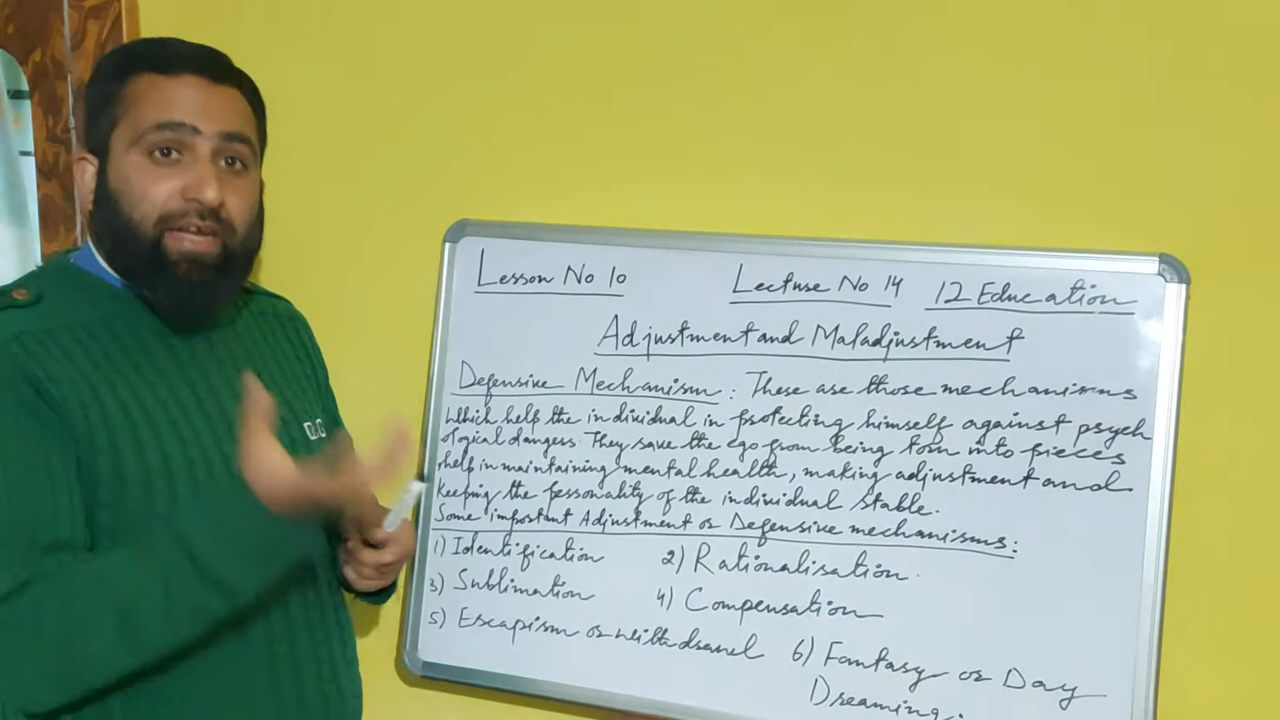 Lesson No 10 Lecture No 14 12 Education
Adjustment and Maladjustment
Defensive Mechanism: These are those mechanisms
which help the individual in protecting himself against psych
ological dangers. They save the ego from being torn into pieces
help in maintaining mental health, making adjustment and
keeping the personality of the individual stable.
Some important Adjustment or Defensive mechanisms:
1) Identification 2) Rationalisation.
3) Sublimation 4) Compensation
5) Escapism or withdrawel 6) Fantasy or Day
Dreaming.